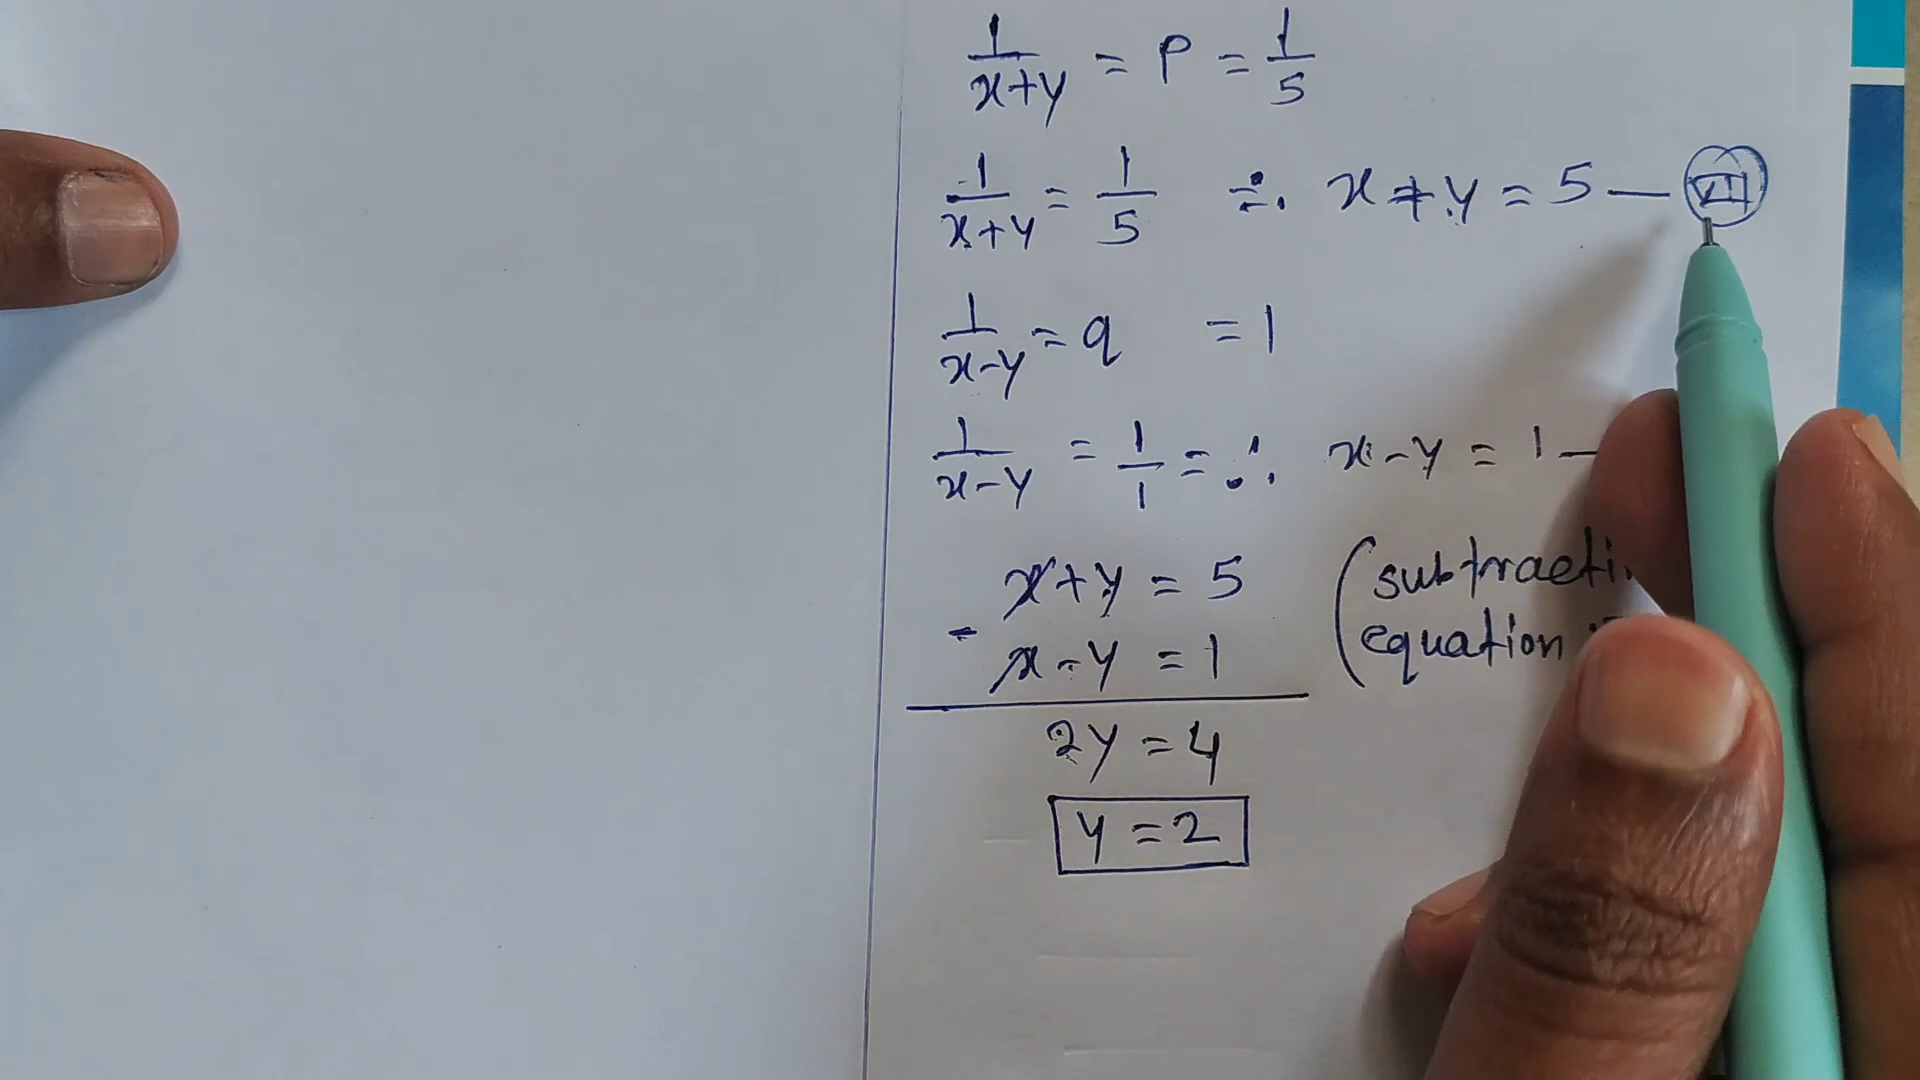 1/(x+y) = P = 1/5
1/(x+y) = 1/5 ∴ x+y = 5 — VII
1/(x-y) = q = 1
1/(x-y) = 1/1 = ∴ x-y = 1 —
x+y = 5 (subtracti
- x-y = 1 equation
2y = 4
y = 2